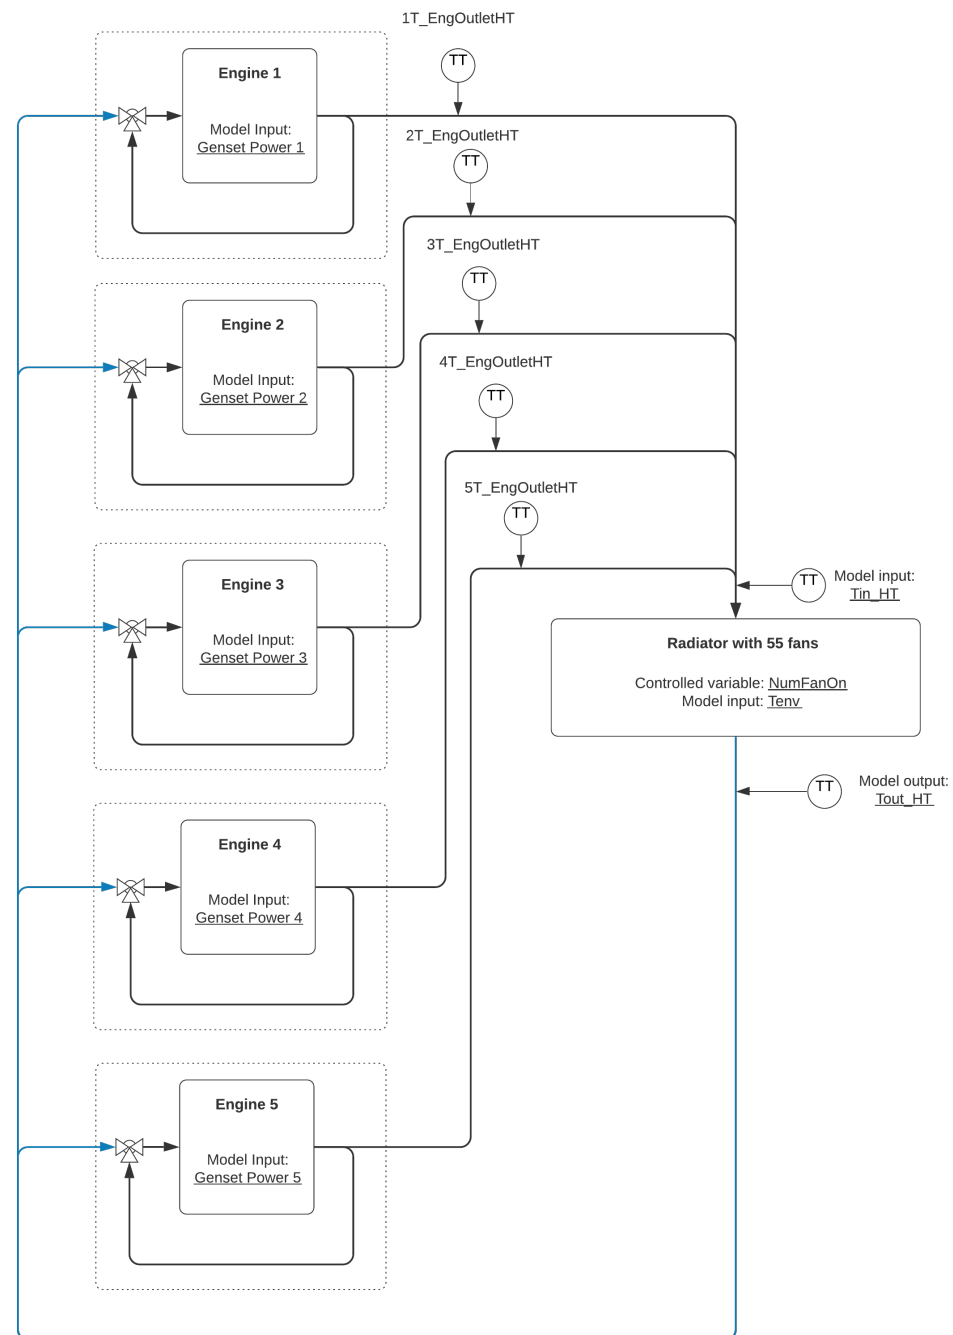 1T_EngOutletHT
TT
Engine 1
Model Input:
Genset Power 1
2T_EngOutletHT
TT
3T_EngOutletHT
TT
Engine 2
Model Input:
Genset Power 2
4T_EngOutletHT
TT
5T_EngOutletHT
TT
Engine 3
Model Input:
Genset Power 3
TT
Model input:
Tin_HT
Radiator with 55 fans
Controlled variable: NumFanOn
Model input: Tenv
TT
Model output:
Tout_HT
Engine 4
Model Input:
Genset Power 4
Engine 5
Model Input:
Genset Power 5